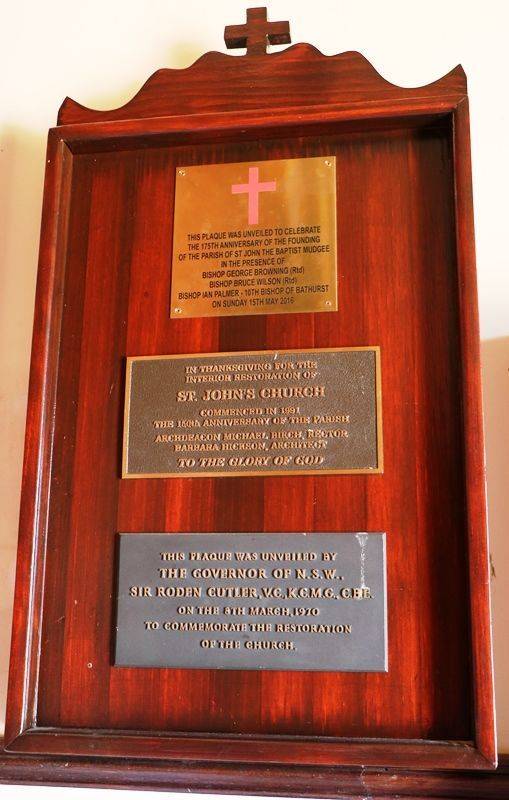 THIS PLAQUE WAS UNVEILED TO CELEBRATE
THE 175TH ANNIVERSARY OF THE FOUNDING
OF THE PARISH OF ST JOHN THE BAPTIST MUDGEE
IN THE PRESENCE OF
BISHOP GEORGE BROWNING (Rtd)
BISHOP BRUCE WILSON (Rtd)
BISHOP IAN PALMER - 10TH BISHOP OF BATHURST
ON SUNDAY 15TH MAY 2016
IN THANKSGIVING FOR THE
INTERIOR RESTORATION OF
ST. JOHN'S CHURCH
COMMENCED IN 1991
THE 150TH ANNIVERSARY OF THE PARISH
ARCHDEACON MICHAEL BIRCH, RECTOR
BARBARA HICKSON, ARCHITECT
TO THE GLORY OF GOD
THIS PLAQUE WAS UNVEILED BY
THE GOVERNOR OF N.S.W.,
SIR RODEN CUTLER, V.C., K.C.M.G., C.B.E.
ON THE 8TH MARCH, 1970
TO COMMEMORATE THE RESTORATION
OF THE CHURCH.